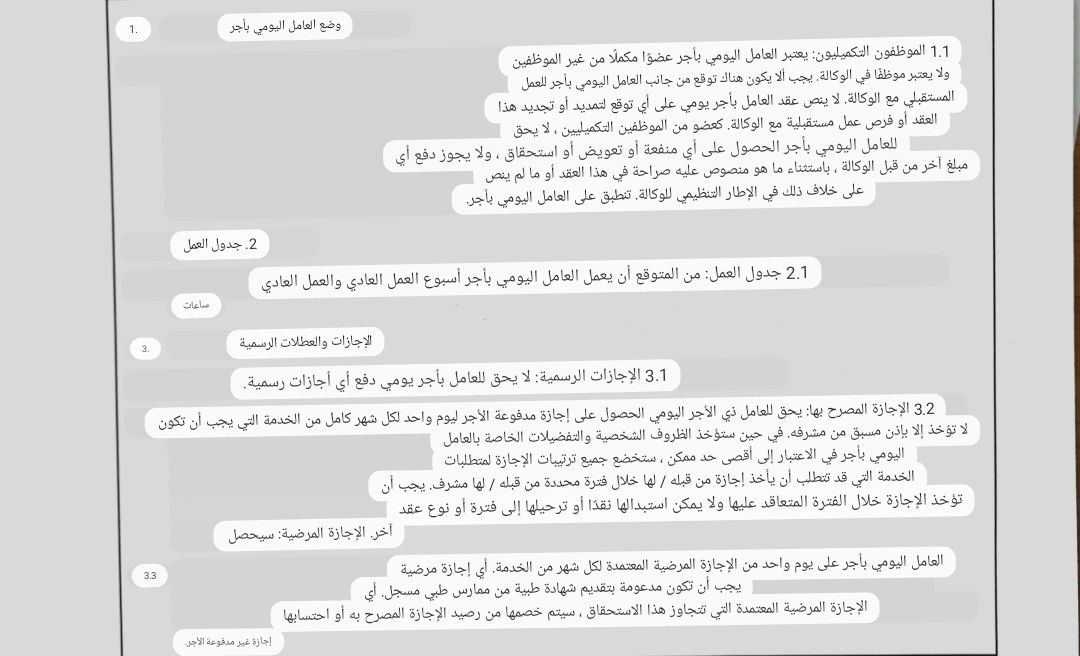 1. وضع العامل اليومي بأجر
1.1 الموظفون التكميليون: يعتبر العامل اليومي بأجر عضوًا مكملًا من غير الموظفين
ولا يعتبر موظفًا في الوكالة. يجب ألا يكون هناك توقع من جانب العامل اليومي بأجر للعمل
المستقبلي مع الوكالة. لا ينص عقد العامل بأجر يومي على أي توقع لتمديد أو تجديد هذا
العقد أو فرص عمل مستقبلية مع الوكالة. كعضو من الموظفين التكميليين ، لا يحق
للعامل اليومي بأجر الحصول على أي منفعة أو تعويض أو استحقاق ، ولا يجوز دفع أي
مبلغ آخر من قبل الوكالة ، باستثناء ما هو منصوص عليه صراحة في هذا العقد أو ما لم ينص
على خلاف ذلك في الإطار التنظيمي للوكالة. تنطبق على العامل اليومي بأجر.
2. جدول العمل
2.1 جدول العمل: من المتوقع أن يعمل العامل اليومي بأجر أسبوع العمل العادي والعمل العادي
ساعات
3. الإجازات والعطلات الرسمية
3.1 الإجازات الرسمية: لا يحق للعامل بأجر يومي دفع أي أجازات رسمية.
3.2 الإجازة المصرح بها: يحق للعامل ذي الأجر اليومي الحصول على إجازة مدفوعة الأجر ليوم واحد لكل شهر كامل من الخدمة التي يجب أن تكون
لا تؤخذ إلا بإذن مسبق من مشرفه. في حين ستؤخذ الظروف الشخصية والتفضيلات الخاصة بالعامل
اليومي بأجر في الاعتبار إلى أقصى حد ممكن ، ستخضع جميع ترتيبات الإجازة لمتطلبات
الخدمة التي قد تتطلب أن يأخذ إجازة من قبله / لها خلال فترة محددة من قبله / لها مشرف. يجب أن
تؤخذ الإجازة خلال الفترة المتعاقد عليها ولا يمكن استبدالها نقدًا أو ترحيلها إلى فترة أو نوع عقد
آخر. الإجازة المرضية: سيحصل
3.3 العامل اليومي بأجر على يوم واحد من الإجازة المرضية المعتمدة لكل شهر من الخدمة. أي إجازة مرضية
يجب أن تكون مدعومة بتقديم شهادة طبية من ممارس طبي مسجل. أي
الإجازة المرضية المعتمدة التي تتجاوز هذا الاستحقاق ، سيتم خصمها من رصيد الإجازة المصرح به أو احتسابها
إجازة غير مدفوعة الأجر.